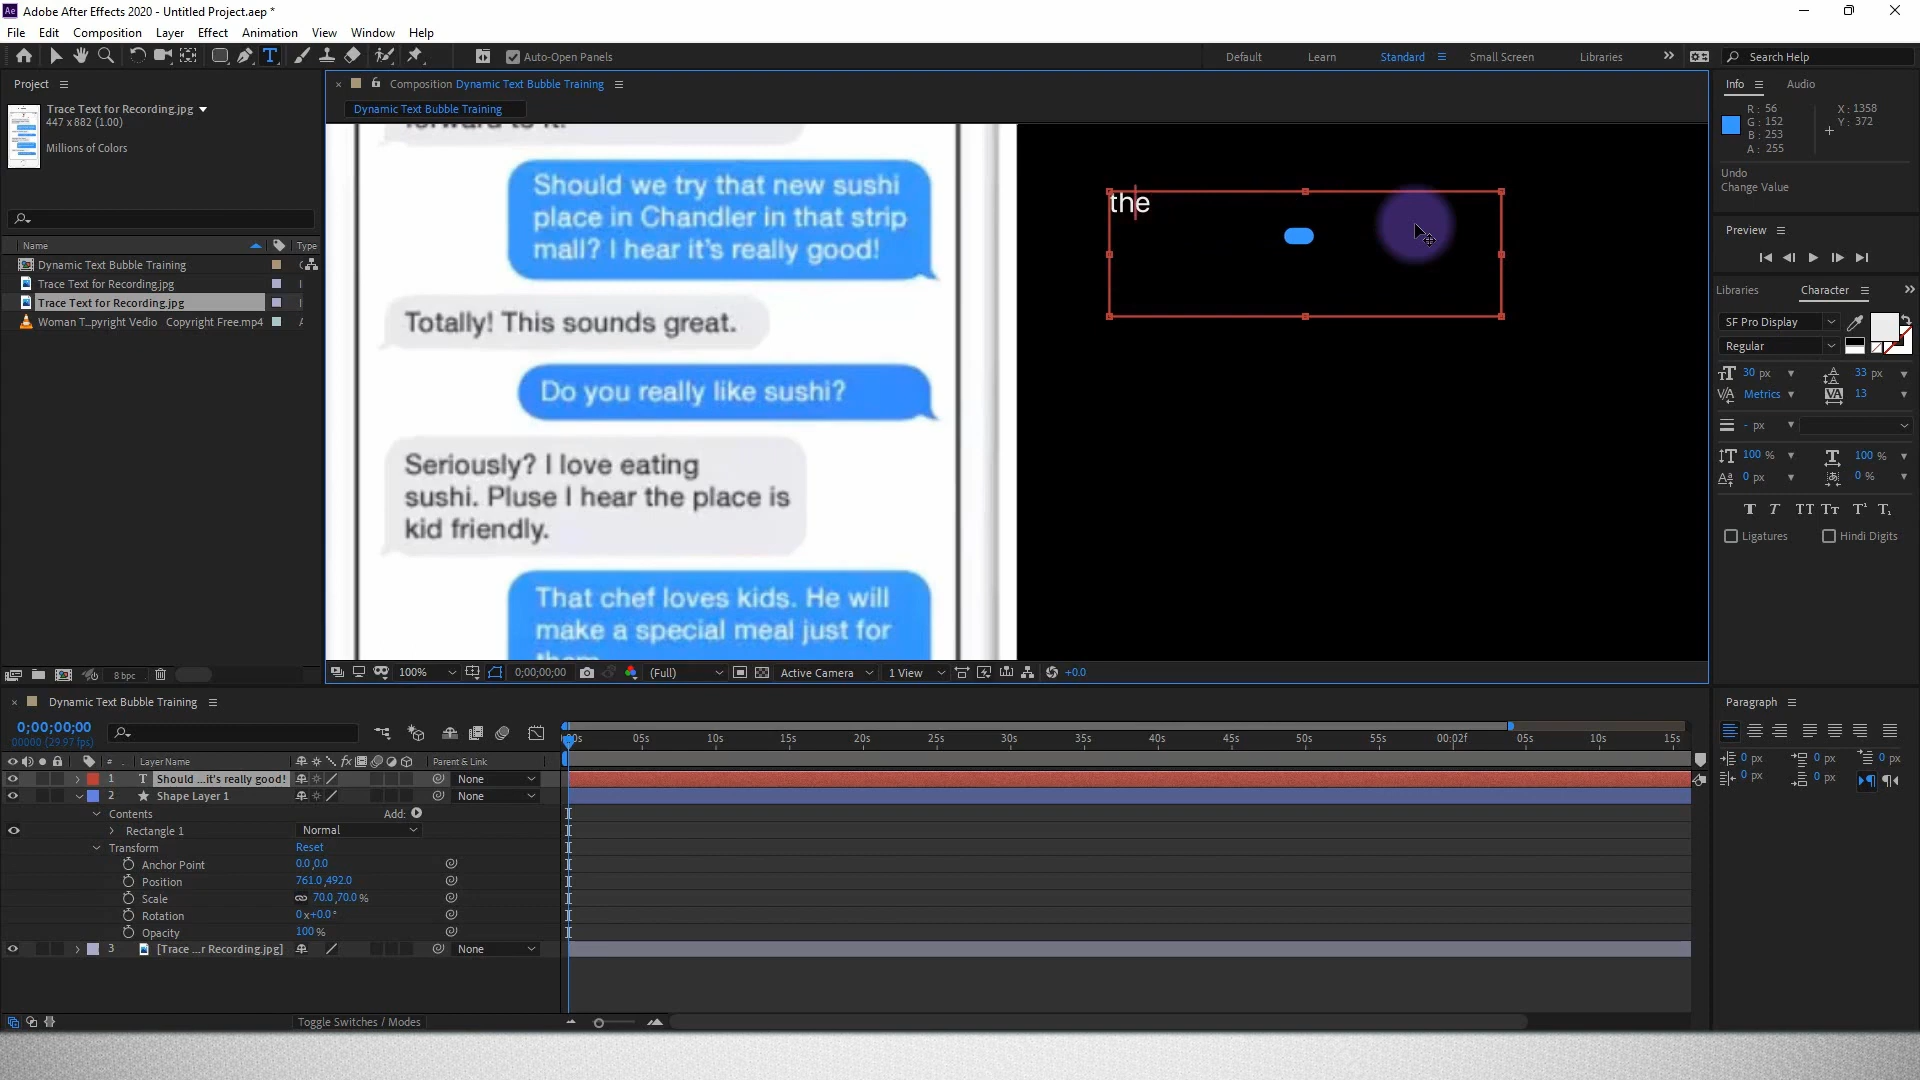 Adobe After Effects 2020 - Untitled Project.aep *
File Edit Composition Layer Effect Animation View Window Help
Auto-Open Panels
Default Learn Standard Small Screen Libraries
Search Help
Project
Trace Text for Recording.jpg
447 x 882 (1.00)
Millions of Colors
Name Type
Dynamic Text Bubble Training
Trace Text for Recording.jpg
Trace Text for Recording.jpg
Woman T...pyright Vedio Copyright Free.mp4
8 bpc
Composition Dynamic Text Bubble Training
Dynamic Text Bubble Training
forward to it.
Should we try that new sushi
place in Chandler in that strip
mall? I hear it's really good!
Totally! This sounds great.
Do you really like sushi?
Seriously? I love eating
sushi. Pluse I hear the place is
kid friendly.
That chef loves kids. He will
make a special meal just for
the
100% 0;00;00;00 (Full) Active Camera 1 View +0.0
Info Audio
R: 56
G: 152
B: 253
A: 255
X: 1358
Y: 372
Undo
Change Value
Preview
Libraries Character
SF Pro Display
Regular
30 px 33 px
Metrics 13
- px
100 % 100 %
0 px 0 %
Ligatures Hindi Digits
Paragraph
0 px 0 px 0 px
0 px 0 px
Dynamic Text Bubble Training
0;00;00;00
00000 (29.97 fps)
# Layer Name Parent & Link
05s 10s 15s 20s 25s 30s 35s 40s 45s 50s 55s 00:02f 05s 10s 15s
1 T Should ...it's really good! None
2 Shape Layer 1 None
Contents Add:
Rectangle 1 Normal
Transform Reset
Anchor Point 0.0,0.0
Position 761.0,492.0
Scale 70.0,70.0 %
Rotation 0x+0.0°
Opacity 100 %
3 [Trace ...r Recording.jpg] None
Toggle Switches / Modes